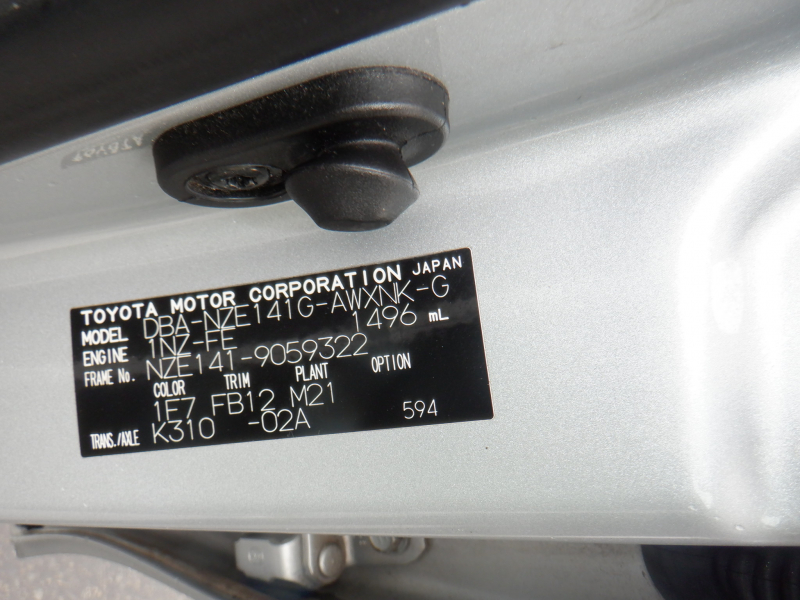 TOYOTA MOTOR CORPORATION JAPAN
MODEL DBA-NZE141G-AWXNK-G
ENGINE 1NZ-FE 1496 mL
FRAME No. NZE141-9059322
COLOR TRIM PLANT OPTION
1F7 FB12 M21
TRANS./AXLE K310 -02A 594